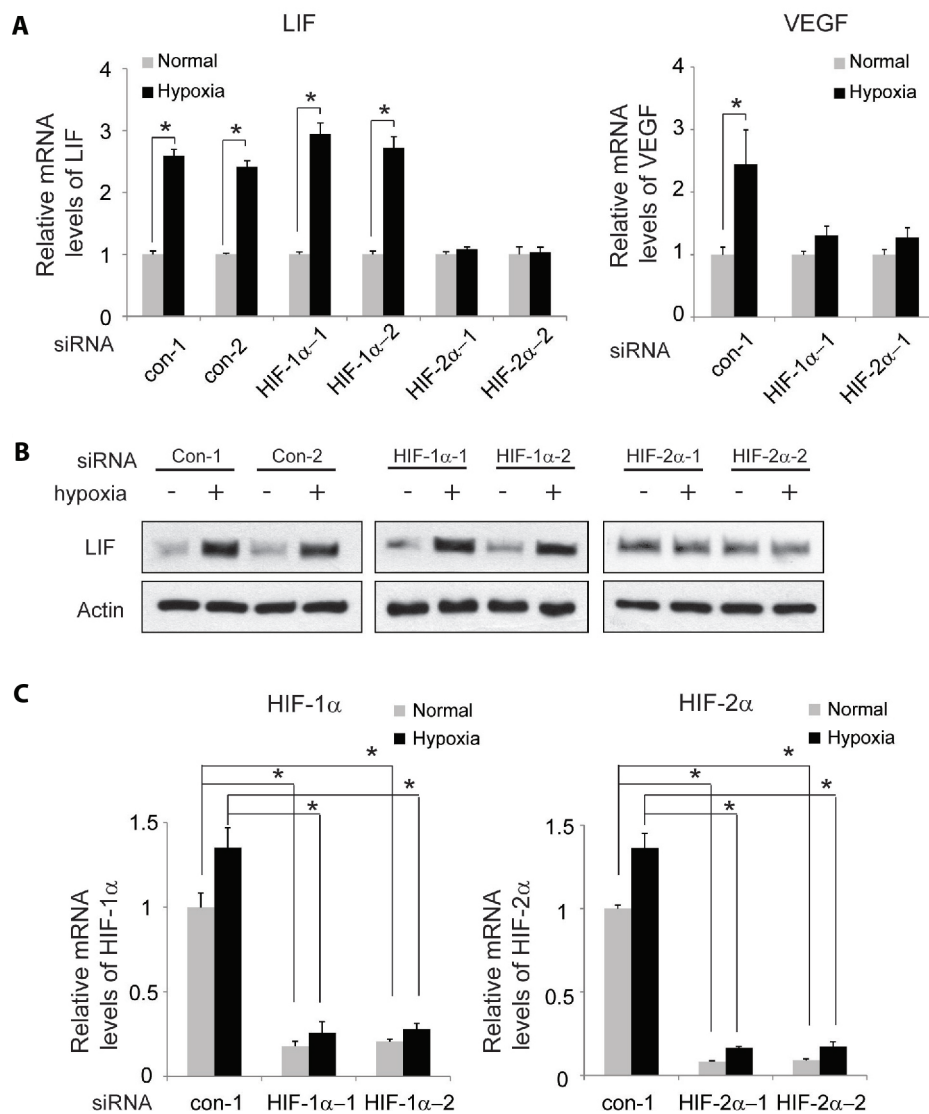 A
LIF
Normal
Hypoxia
Relative mRNA
levels of LIF
4
3
2
1
0
* * * *
siRNA
con-1
con-2
HIF-1α–1
HIF-1α–2
HIF-2α–1
HIF-2α–2
VEGF
Normal
Hypoxia
Relative mRNA
levels of VEGF
4
3
2
1
0
*
siRNA
con-1
HIF-1α–1
HIF-2α–1
B
siRNA Con-1 Con-2 HIF-1α-1 HIF-1α-2 HIF-2α-1 HIF-2α-2
hypoxia - + - + - + - + - + - +
LIF
Actin
C
HIF-1α
Normal
Hypoxia
*
* *
*
Relative mRNA
levels of HIF-1α
1.5
1
0.5
0
siRNA con-1 HIF-1α–1 HIF-1α–2
HIF-2α
Normal
Hypoxia
*
* *
*
Relative mRNA
levels of HIF-2α
1.5
1
0.5
0
siRNA con-1 HIF-2α–1 HIF-2α–2